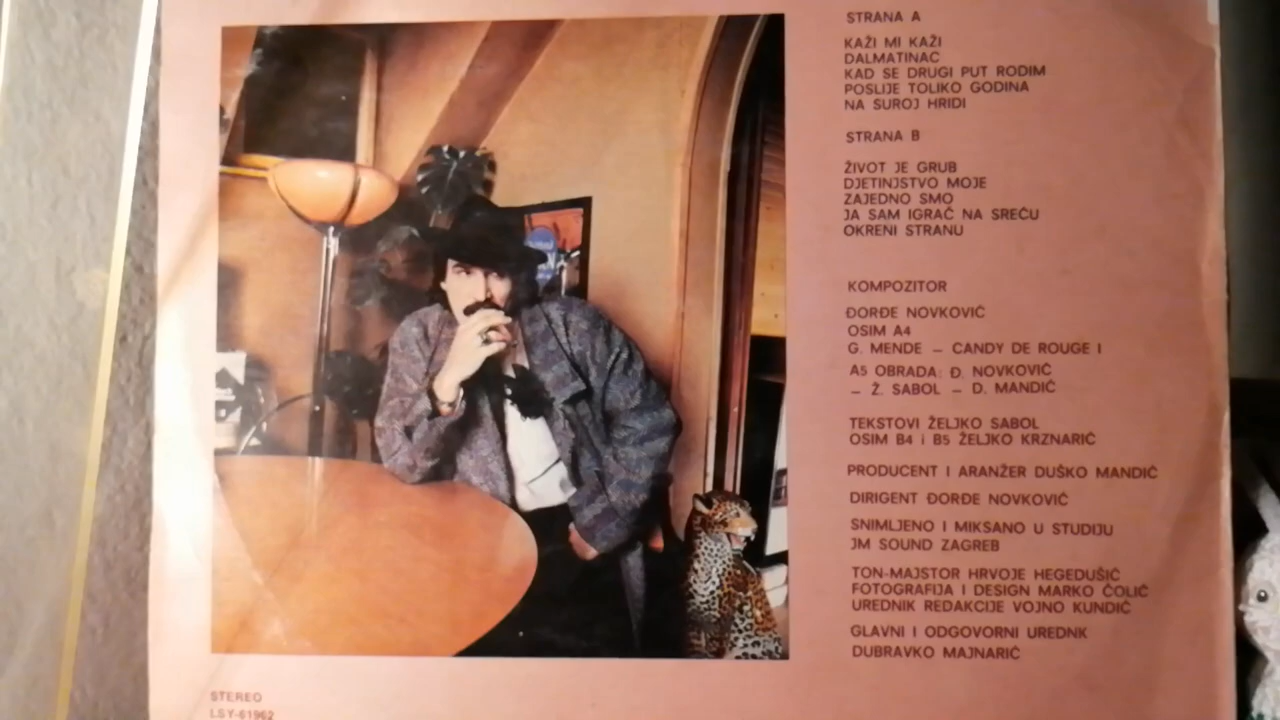 STRANA A
KAŽI MI KAŽI
DALMATINAC
KAD SE DRUGI PUT RODIM
POSLIJE TOLIKO GODINA
NA SUROJ HRIDI
STRANA B
ŽIVOT JE GRUB
DJETINJSTVO MOJE
ZAJEDNO SMO
JA SAM IGRAČ NA SREĆU
OKRENI STRANU
KOMPOZITOR
ĐORĐE NOVKOVIĆ
OSIM A4
G. MENDE – CANDY DE ROUGE I
A5 OBRADA: Đ. NOVKOVIĆ
– Ž. SABOL – D. MANDIĆ
TEKSTOVI ŽELJKO SABOL
OSIM B4 i B5 ŽELJKO KRZNARIĆ
PRODUCENT I ARANŽER DUŠKO MANDIĆ
DIRIGENT ĐORĐE NOVKOVIĆ
SNIMLJENO I MIKSANO U STUDIJU
JM SOUND ZAGREB
TON-MAJSTOR HRVOJE HEGEDUŠIĆ
FOTOGRAFIJA I DESIGN MARKO ČOLIĆ
UREDNIK REDAKCIJE VOJNO KUNDIĆ
GLAVNI I ODGOVORNI UREDNK
DUBRAVKO MAJNARIĆ
STEREO
LSY-61962